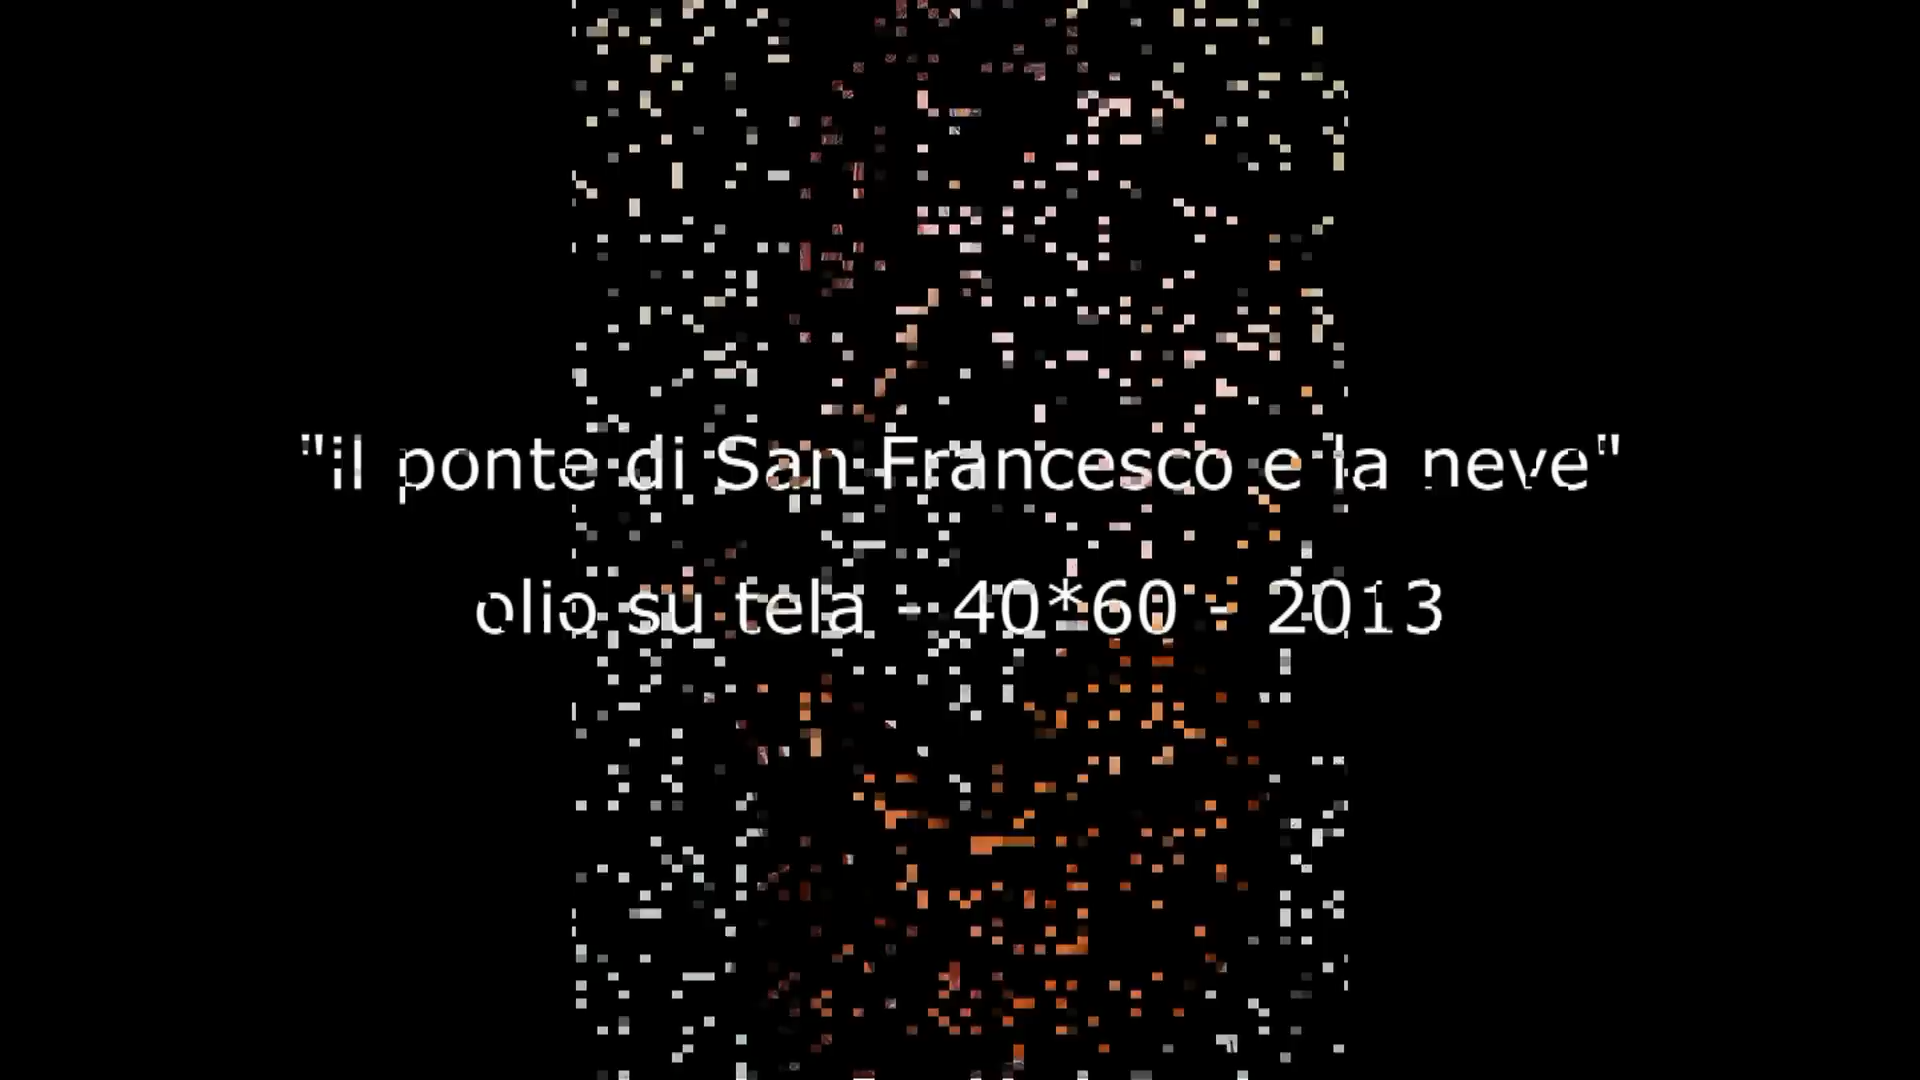 "il ponte di San Francesco e la neve"
olio su tela - 40*60 - 2013